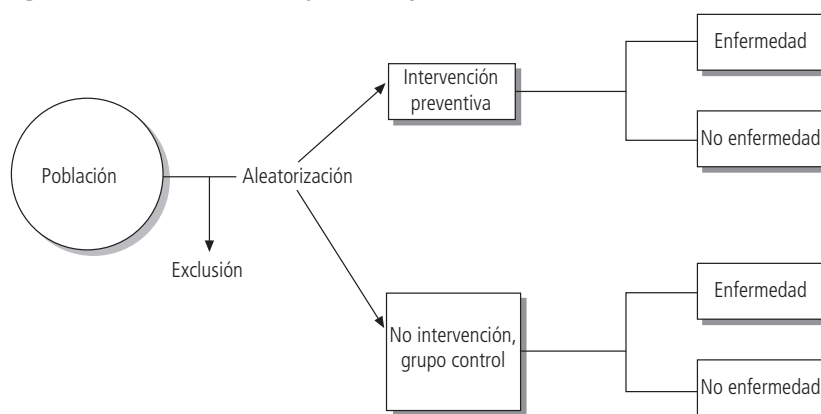 Población
Exclusión
Aleatorización
Intervención
preventiva
Enfermedad
No enfermedad
No intervención,
grupo control
Enfermedad
No enfermedad